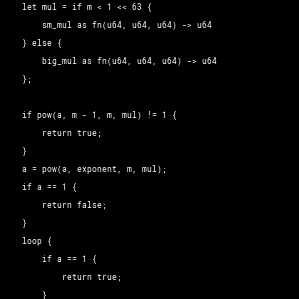 let mul = if m < 1 << 63 {
    sm_mul as fn(u64, u64, u64) -> u64
} else {
    big_mul as fn(u64, u64, u64) -> u64
};

if pow(a, m - 1, m, mul) != 1 {
    return true;
}
a = pow(a, exponent, m, mul);
if a == 1 {
    return false;
}
loop {
    if a == 1 {
        return true;
    }